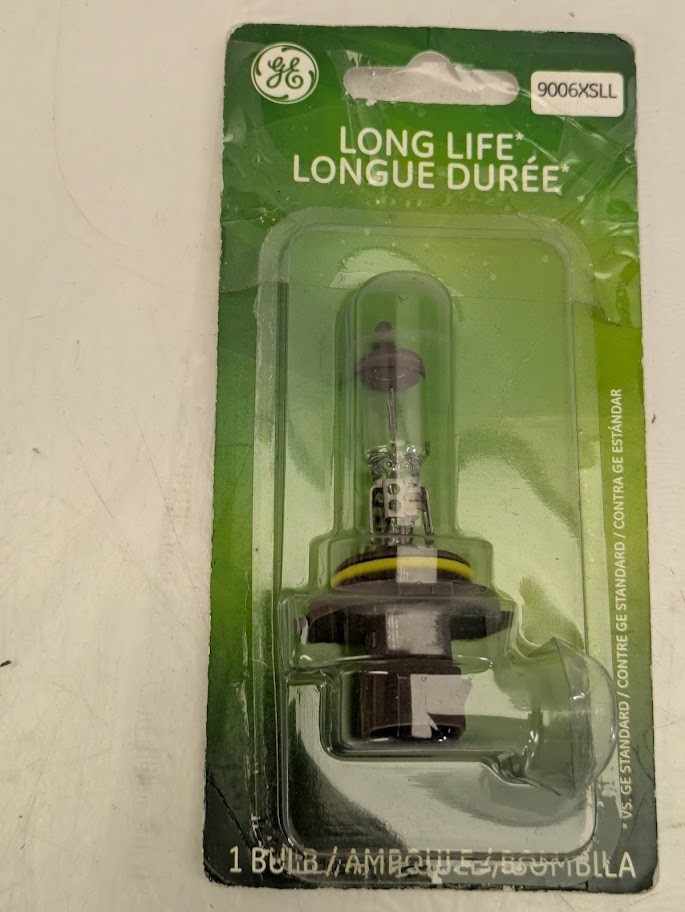 GE
9006XSLL
LONG LIFE*
LONGUE DURÉE*
* VS. GE STANDARD / CONTRE GE STANDARD / CONTRA GE ESTÁNDAR
1 BULB / AMPOULE / BOMBILLA